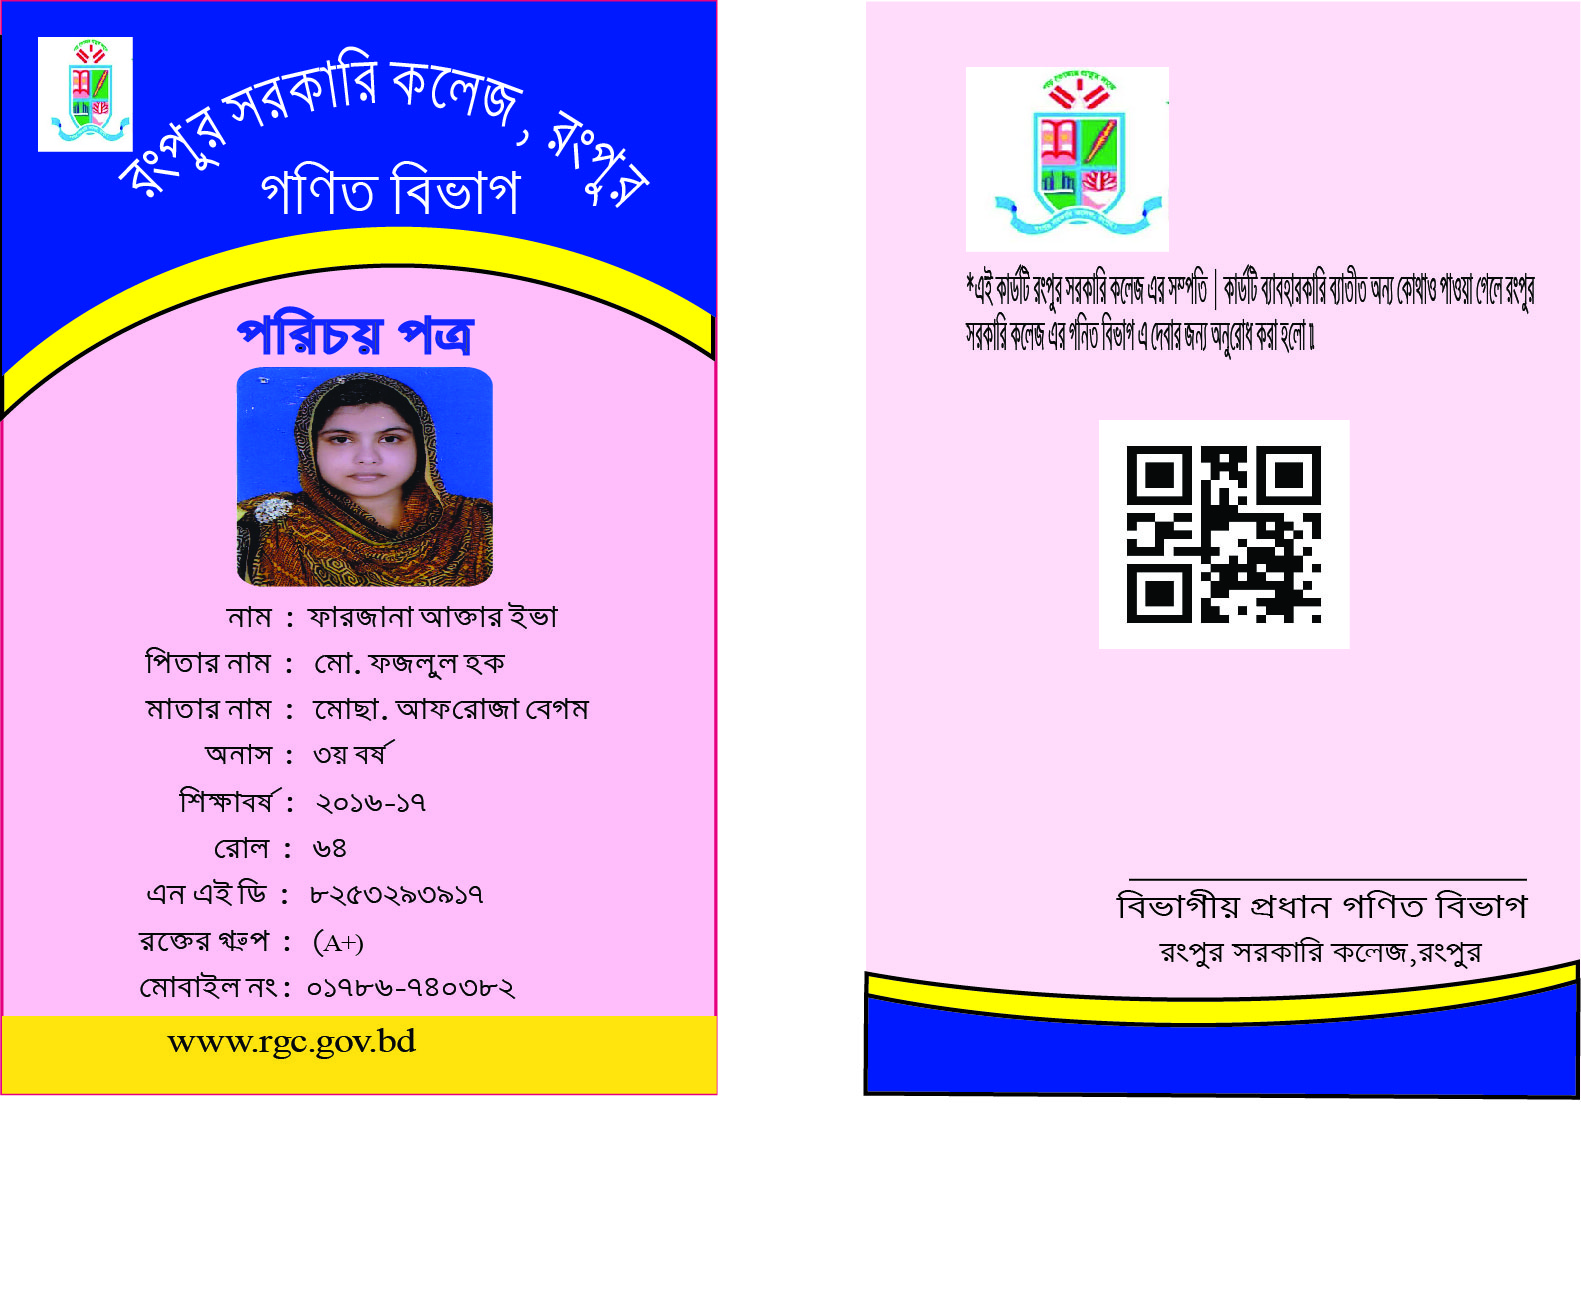 রংপুর সরকারি কলেজ, রংপুর
গণিত বিভাগ
পরিচয় পত্র
নাম : ফারজানা আক্তার ইভা
পিতার নাম : মো. ফজলুল হক
মাতার নাম : মোছা. আফরোজা বেগম
অনাস : ৩য় বর্ষ
শিক্ষাবর্ষ : ২০১৬-১৭
রোল : ৬৪
এন এই ডি : ৮২৫৩২৯৩৯১৭
রক্তের গ্রুপ : (A+)
মোবাইল নং : ০১৭৮৬-৭৪০৩৮২
www.rgc.gov.bd
*এই কার্ডটি রংপুর সরকারি কলেজ এর সম্পতি | কার্ডটি ব্যাবহারকারি ব্যাতীত অন্য কোথাও পাওয়া গেলে রংপুর
সরকারি কলেজ এর গনিত বিভাগ এ দেবার জন্য অনুরোধ করা হলো ৷৷
বিভাগীয় প্রধান গণিত বিভাগ
রংপুর সরকারি কলেজ,রংপুর